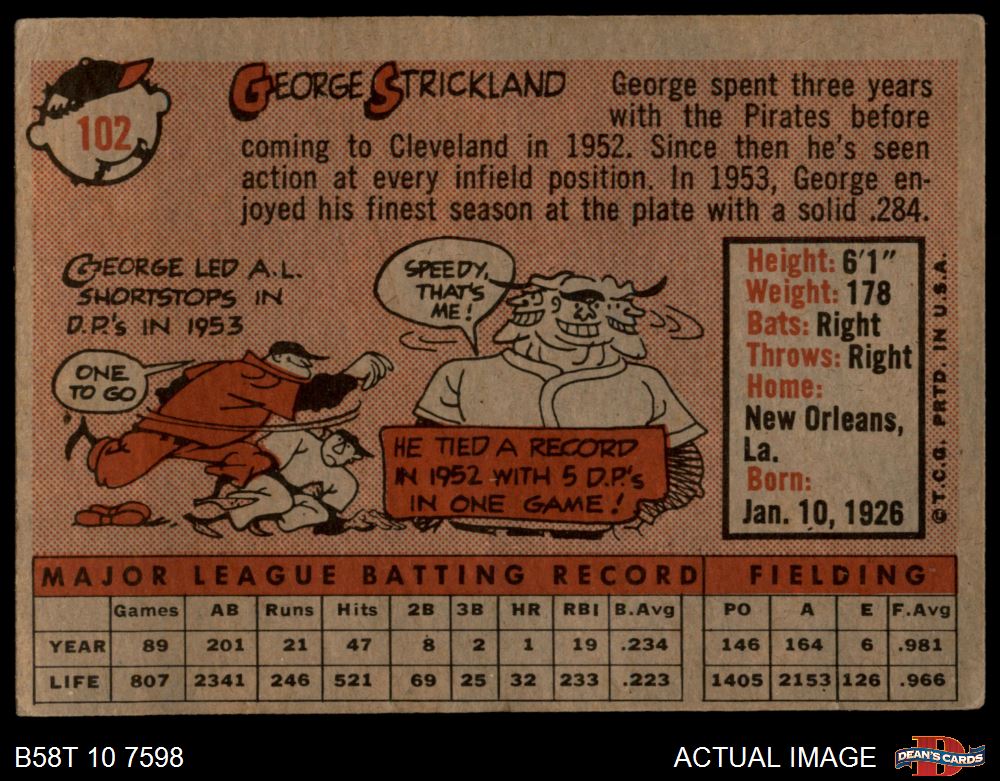 102
GEORGE STRICKLAND
George spent three years
with the Pirates before
coming to Cleveland in 1952. Since then he's seen
action at every infield position. In 1953, George en-
joyed his finest season at the plate with a solid .284.
GEORGE LED A.L.
SHORTSTOPS IN
D.P.'s IN 1953
ONE
TO GO
SPEEDY,
THAT'S
ME!
HE TIED A RECORD
IN 1952 WITH 5 D.P.'s
IN ONE GAME!
Height: 6'1"
Weight: 178
Bats: Right
Throws: Right
Home:
New Orleans,
La.
Born:
Jan. 10, 1926
©T.C.G. PRTD. IN U.S.A.
MAJOR LEAGUE BATTING RECORD FIELDING
Games AB Runs Hits 2B 3B HR RBI B.Avg PO A E F.Avg
YEAR 89 201 21 47 8 2 1 19 .234 146 164 6 .981
LIFE 807 2341 246 521 69 25 32 233 .223 1405 2153 126 .966
B58T 10 7598 ACTUAL IMAGE
D
DEAN'S CARDS